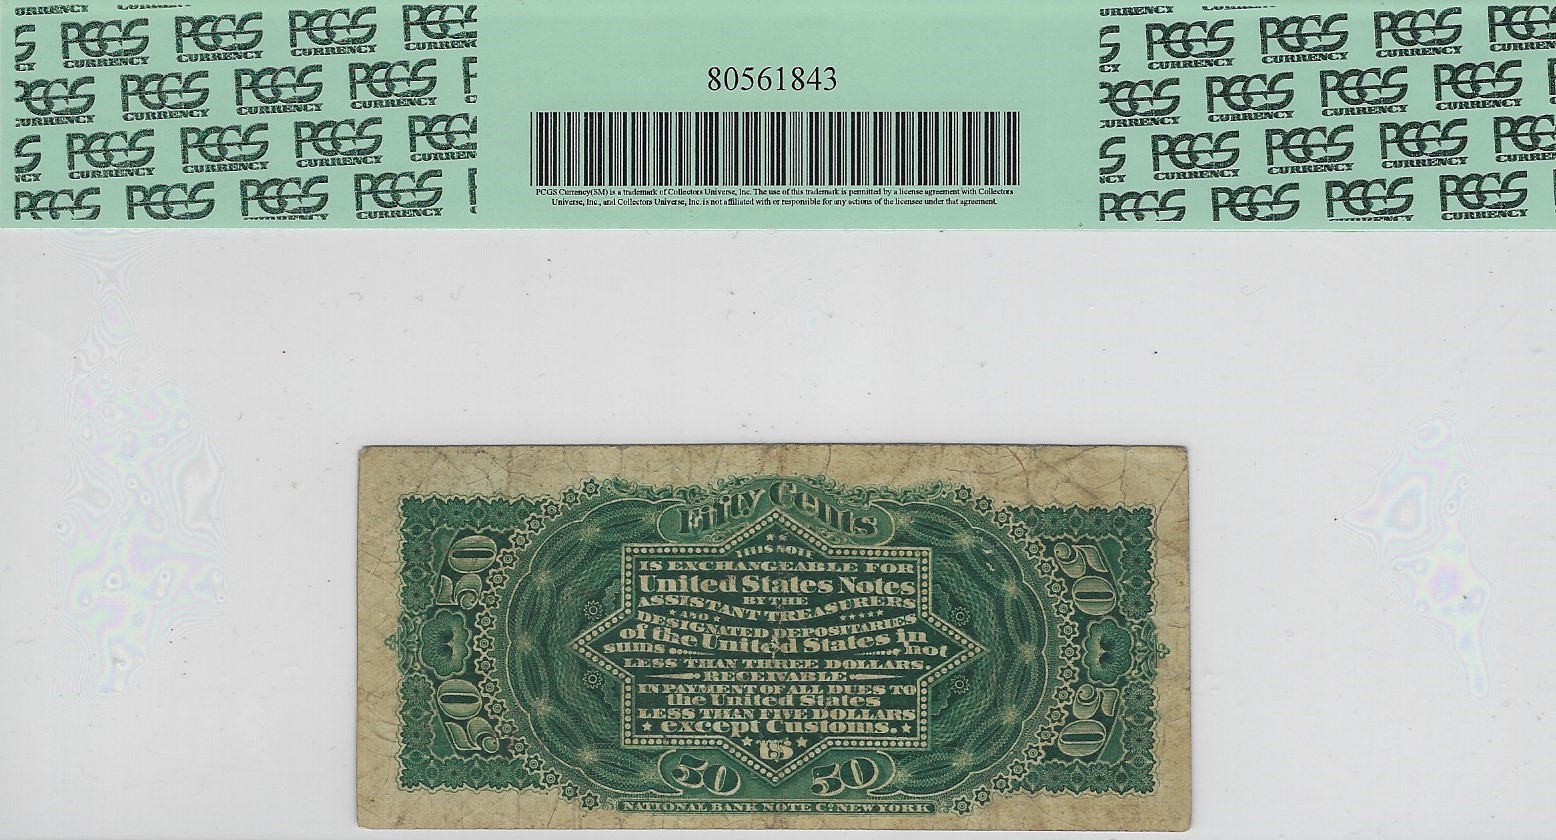 PCGS CURRENCY
80561843
PCGS Currency(SM) is a trademark of Collectors Universe, Inc. The use of this trademark is permitted by a license agreement with Collectors
Universe, Inc., and Collectors Universe, Inc. is not affiliated with or responsible for any actions of the licensee under that agreement.
Fifty Cents
50 50
50 50
THIS NOTE
IS EXCHANGEABLE FOR
United States Notes
BY THE
ASSISTANT TREASURERS
AND
DESIGNATED DEPOSITARIES
of the United States in
sums not
LESS THAN THREE DOLLARS.
RECEIVABLE
IN PAYMENT OF ALL DUES TO
the United States
LESS THAN FIVE DOLLARS
except Customs.
US
50 50
NATIONAL BANK NOTE Co. NEW YORK